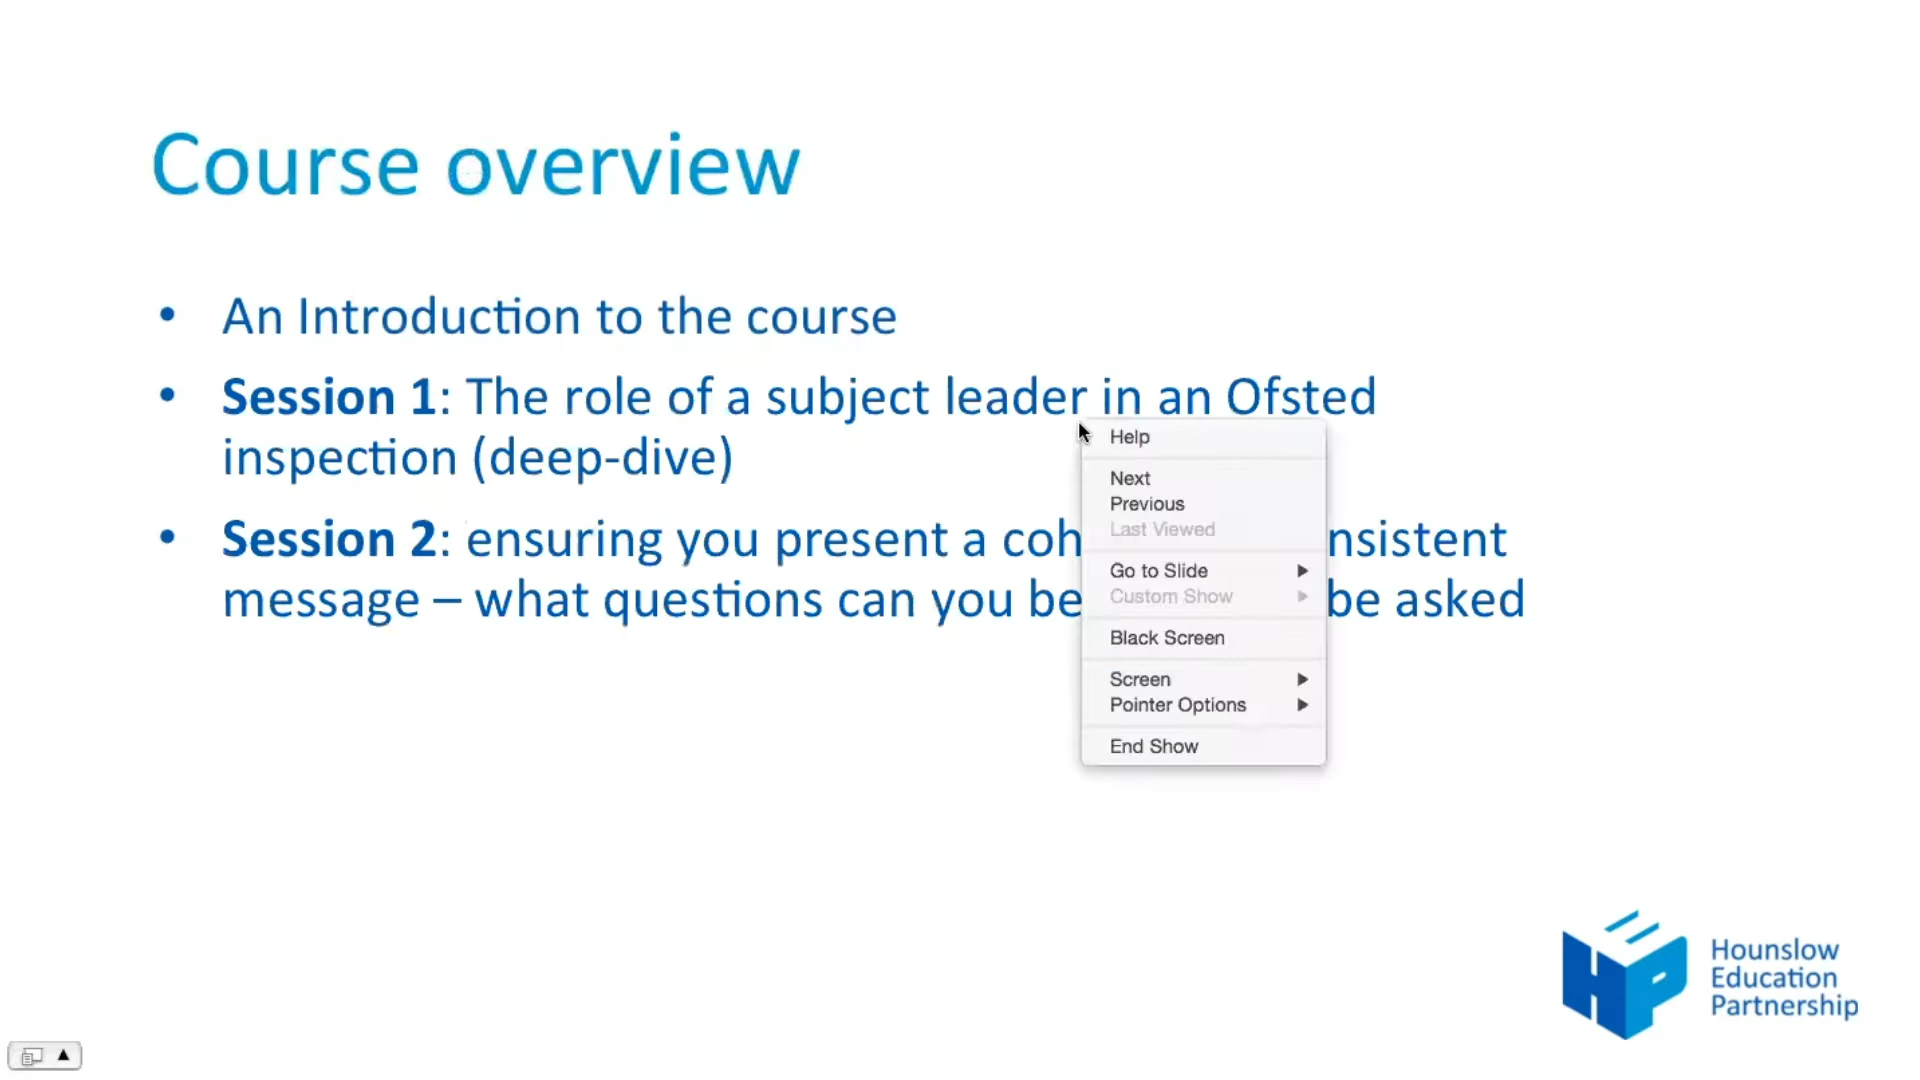 Course overview
• An Introduction to the course
• Session 1: The role of a subject leader in an Ofsted
inspection (deep-dive)
• Session 2: ensuring you present a coh nsistent
message – what questions can you be be asked
Help
Next
Previous
Last Viewed
Go to Slide
Custom Show
Black Screen
Screen
Pointer Options
End Show
Hounslow
Education
Partnership